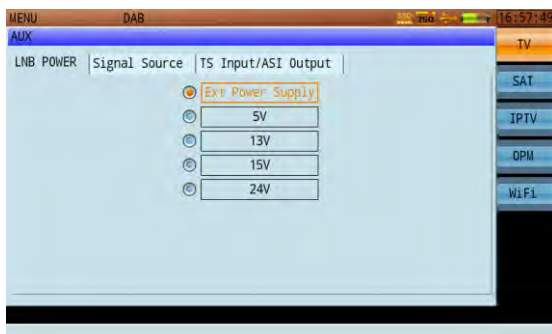 MENU DAB 750 16:57:49
AUX
LNB POWER Signal Source TS Input/ASI Output
Ext Power Supply
5V
13V
15V
24V
TV
SAT
IPTV
OPM
WiFi